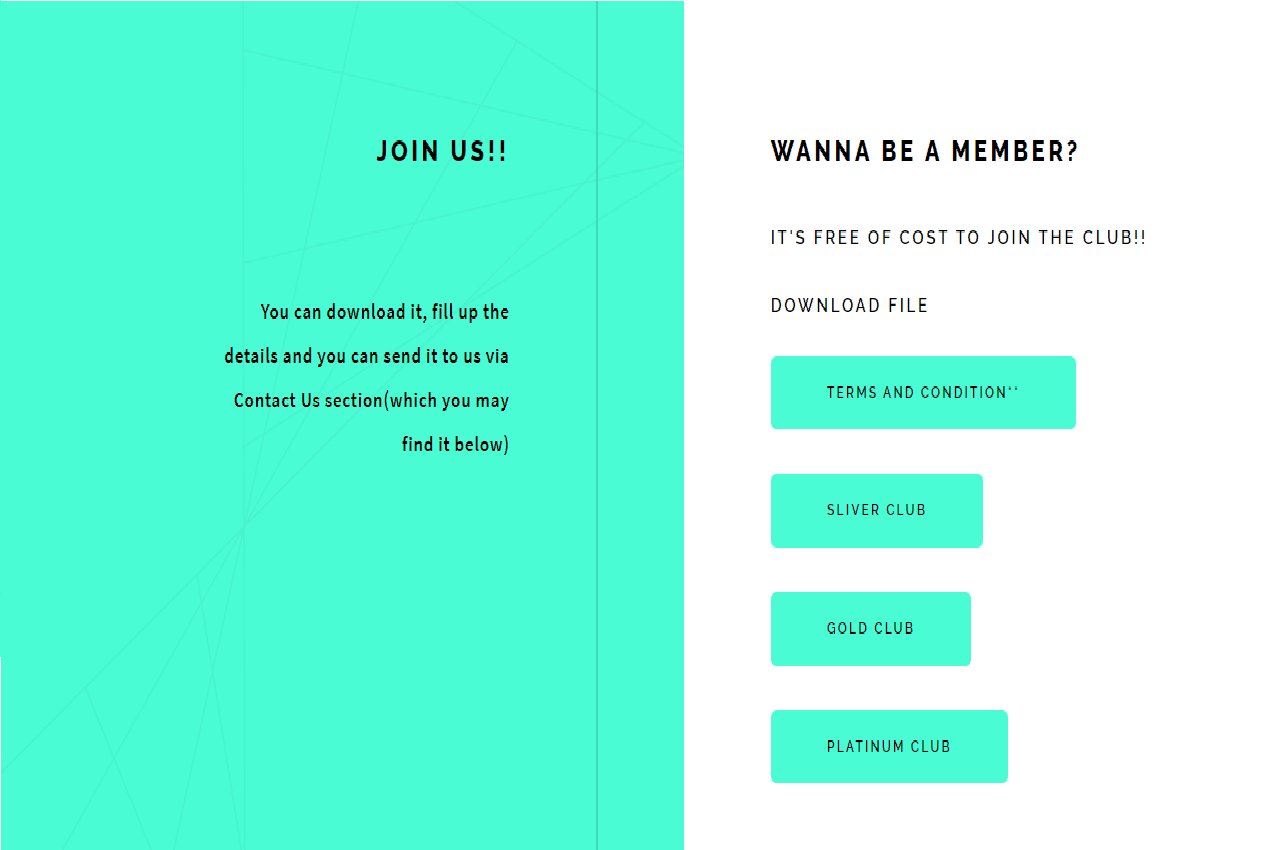 JOIN US!!
You can download it, fill up the
details and you can send it to us via
Contact Us section(which you may
find it below)
WANNA BE A MEMBER?
IT'S FREE OF COST TO JOIN THE CLUB!!
DOWNLOAD FILE
TERMS AND CONDITION**
SLIVER CLUB
GOLD CLUB
PLATINUM CLUB